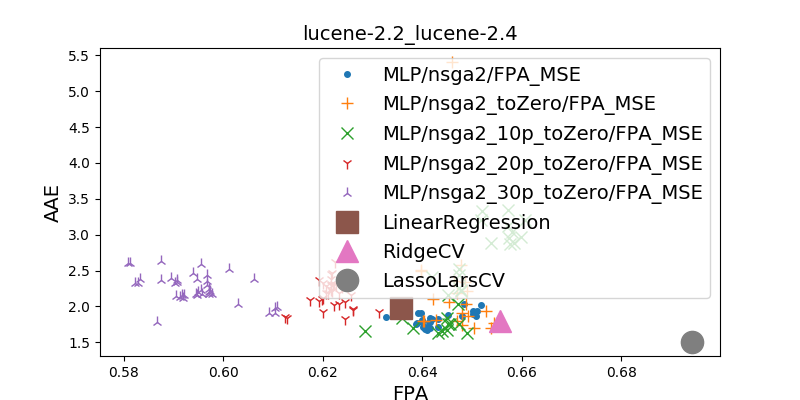 lucene-2.2_lucene-2.4
5.5
5.0
4.5
4.0
3.5
3.0
2.5
2.0
1.5
AAE
MLP/nsga2/FPA_MSE
MLP/nsga2_toZero/FPA_MSE
MLP/nsga2_10p_toZero/FPA_MSE
MLP/nsga2_20p_toZero/FPA_MSE
MLP/nsga2_30p_toZero/FPA_MSE
LinearRegression
RidgeCV
LassoLarsCV
0.58 0.60 0.62 0.64 0.66 0.68
FPA